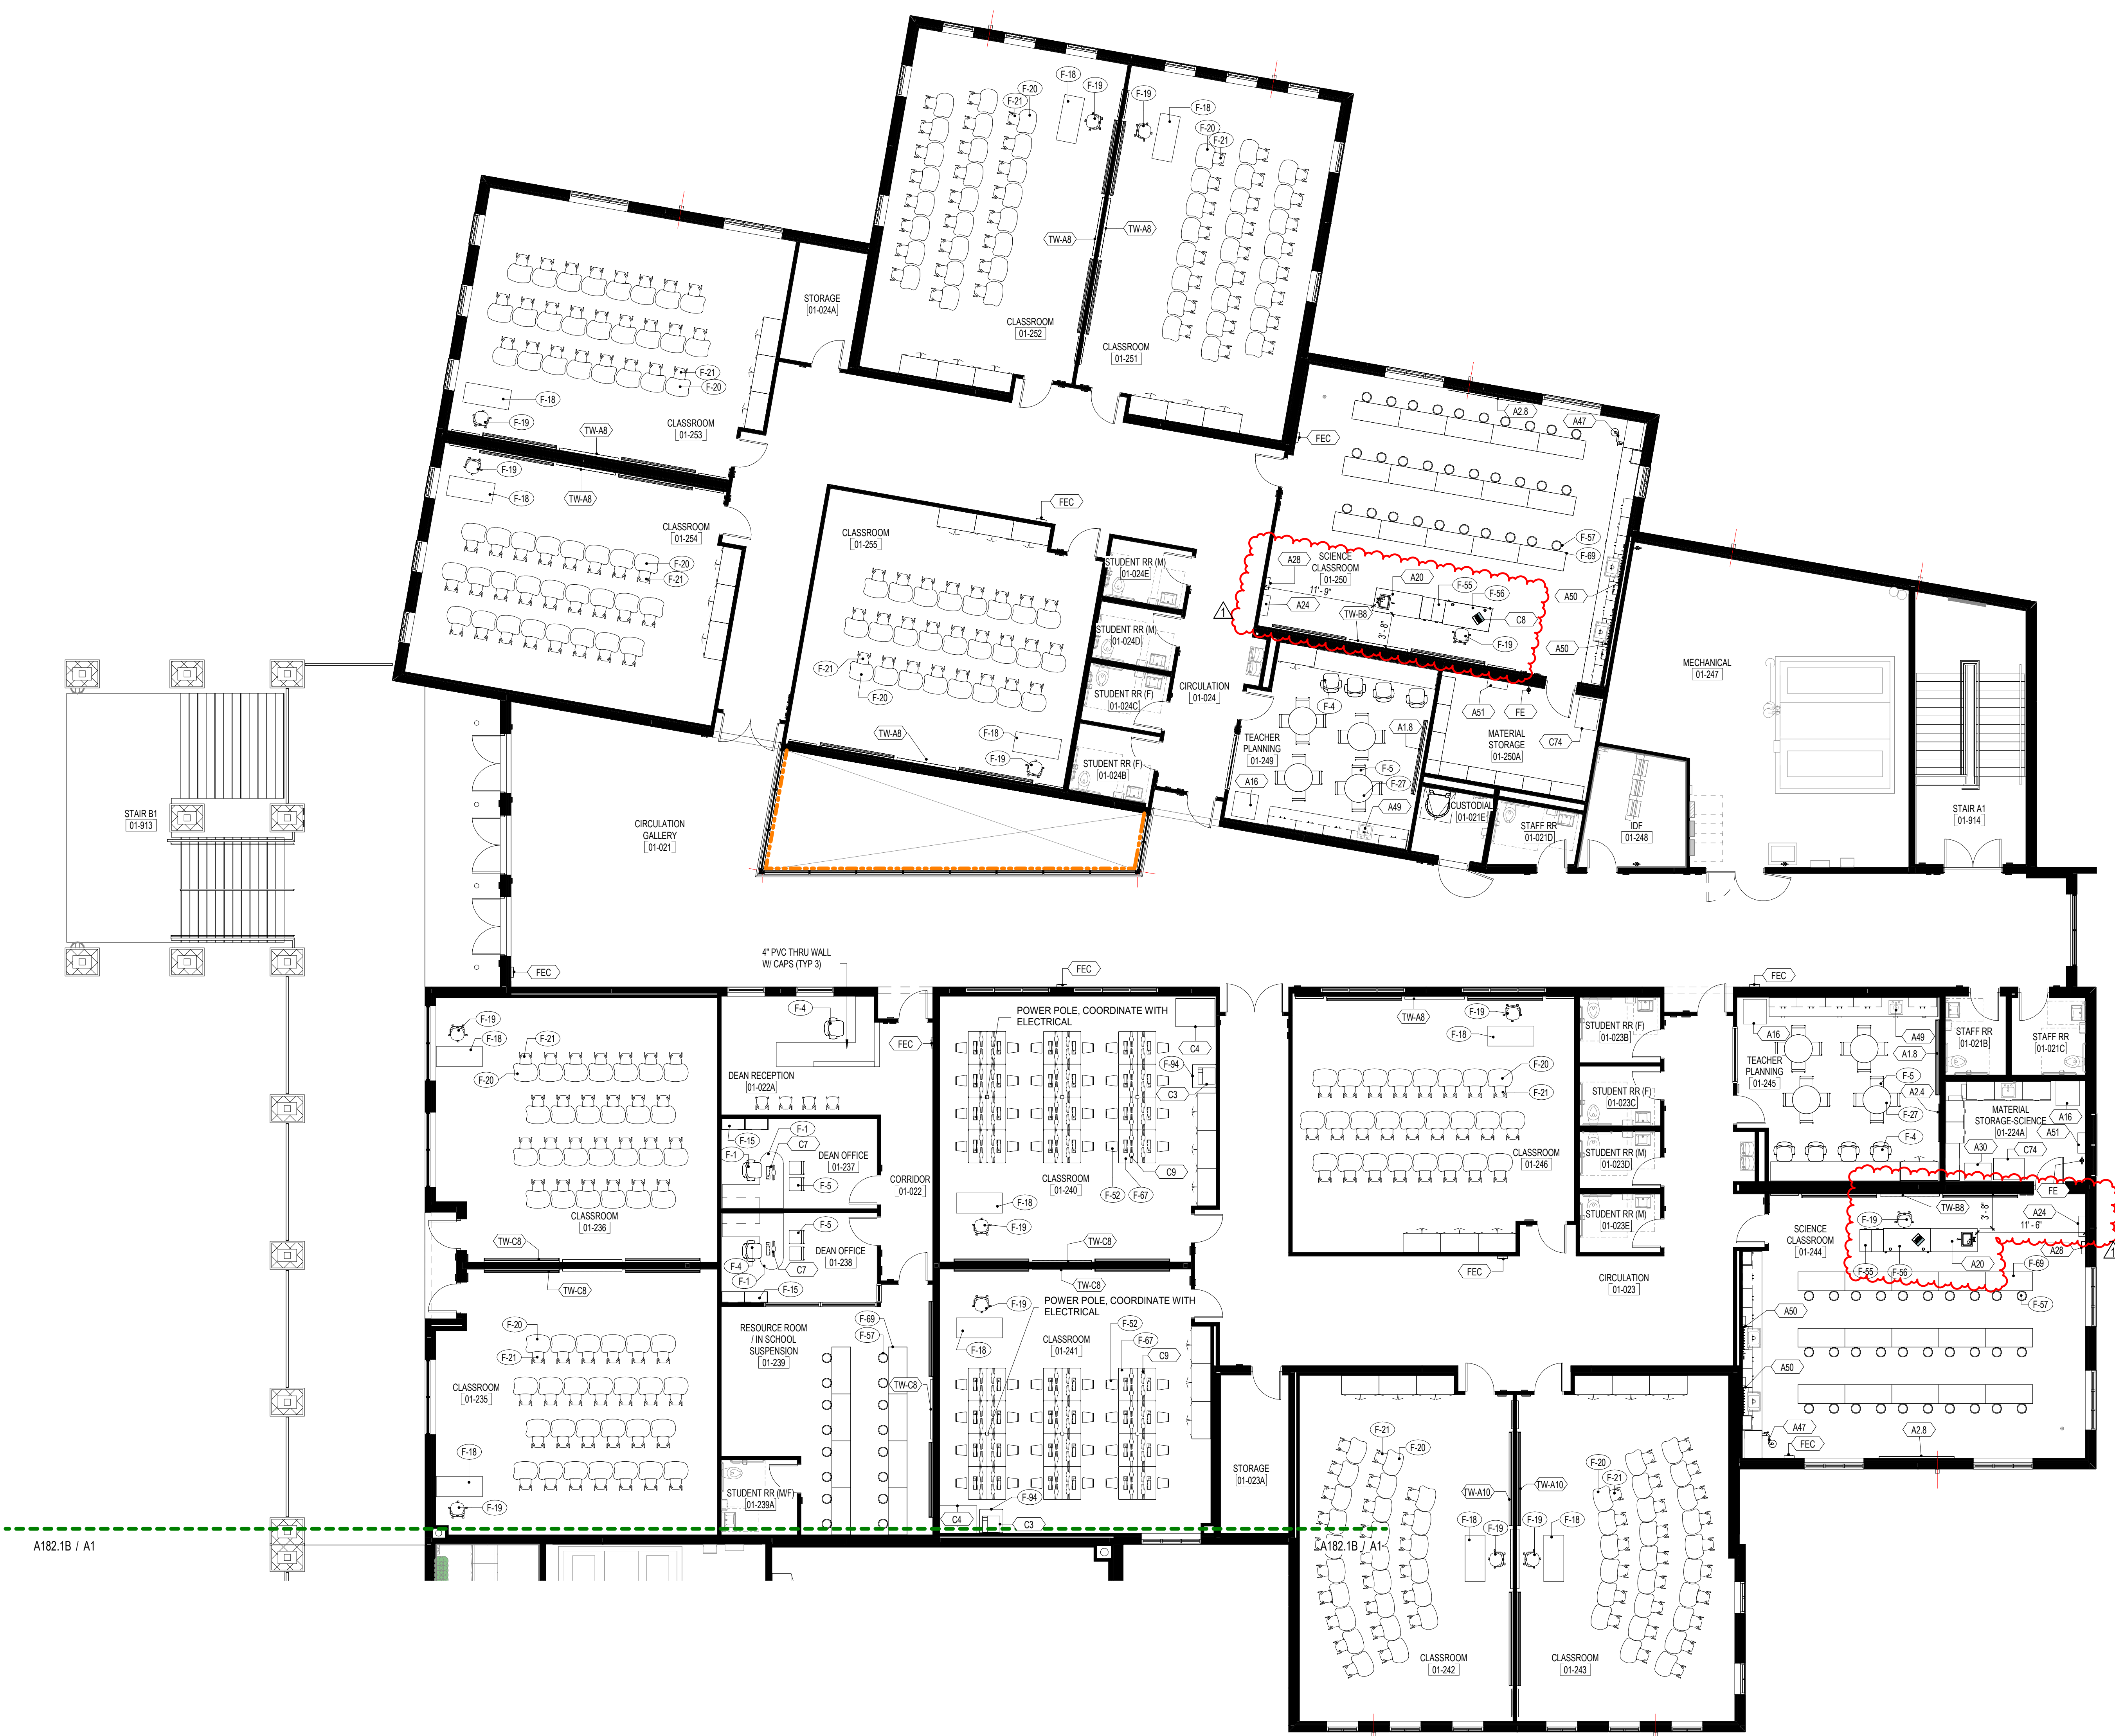 F-18
F-19
F-20
F-21
F-19
F-18
F-20
F-21
TW-A8
TW-A8
CLASSROOM
01-252
CLASSROOM
01-251
STORAGE
01-024A
F-21
F-20
F-18
F-19
CLASSROOM
01-253
TW-A8
F-19
F-18
TW-A8
CLASSROOM
01-254
F-20
F-21
FEC
CLASSROOM
01-255
F-21
F-20
TW-A8
F-18
F-19
STUDENT RR (M)
01-024E
STUDENT RR (M)
01-024D
STUDENT RR (F)
01-024C
STUDENT RR (F)
01-024B
CIRCULATION
01-024
A2.8
A47
FEC
F-57
F-69
SCIENCE
CLASSROOM
01-250
A28
11' - 9"
A24
A20
F-55
F-56
TW-B8
C8
3' - 8"
F-19
A50
A50
1
MECHANICAL
01-247
STAIR A1
01-914
F-4
TEACHER
PLANNING
01-249
A1.8
F-5
F-27
A16
A49
A51
FE
MATERIAL
STORAGE
01-250A
C74
CUSTODIAL
01-021E
STAFF RR
01-021D
IDF
01-248
STAIR B1
01-913
CIRCULATION
GALLERY
01-021
4" PVC THRU WALL
W/ CAPS (TYP 3)
FEC
FEC
FEC
F-19
F-18
F-21
F-20
CLASSROOM
01-236
TW-C8
TW-C8
F-20
F-21
CLASSROOM
01-235
F-18
F-19
F-4
FEC
DEAN RECEPTION
01-022A
F-15
F-1
C7
F-1
DEAN OFFICE
01-237
F-5
CORRIDOR
01-022
F-5
DEAN OFFICE
01-238
F-4
F-1
C7
F-15
RESOURCE ROOM
/ IN SCHOOL
SUSPENSION
01-239
F-69
F-57
TW-C8
STUDENT RR (M/F)
01-239A
POWER POLE, COORDINATE WITH
ELECTRICAL
C4
F-94
C3
CLASSROOM
01-240
C9
F-52
F-67
F-18
F-19
TW-C8
TW-C8
POWER POLE, COORDINATE WITH
ELECTRICAL
F-19
F-18
CLASSROOM
01-241
F-52
F-67
C9
F-94
C4
C3
STORAGE
01-023A
TW-A8
F-19
F-18
F-20
F-21
CLASSROOM
01-246
FEC
STUDENT RR (F)
01-023B
STUDENT RR (F)
01-023C
STUDENT RR (M)
01-023D
STUDENT RR (M)
01-023E
CIRCULATION
01-023
A16
TEACHER
PLANNING
01-245
A49
A1.8
F-5
A2.4
F-27
F-4
STAFF RR
01-021B
STAFF RR
01-021C
MATERIAL
STORAGE-SCIENCE
01-224A
A16
A51
A30
C74
FE
TW-B8
SCIENCE
CLASSROOM
01-244
F-19
3' - 8"
11' - 6"
A24
A28
1
F-55
F-56
A20
F-69
F-57
A50
A50
A47
FEC
A2.8
F-21
F-20
TW-A10
TW-A10
F-20
F-21
F-18
F-19
F-19
F-18
CLASSROOM
01-242
CLASSROOM
01-243
A182.1B / A1
A182.1B / A1